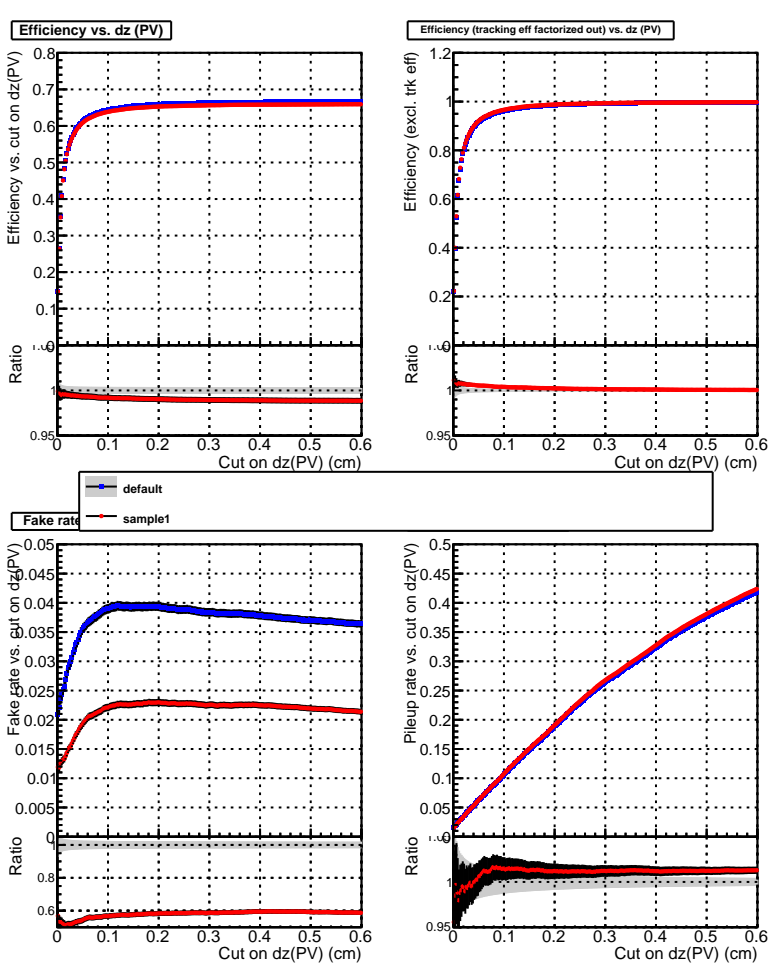 Efficiency vs. dz (PV)
Efficiency vs. cut on dz(PV)
0.8
0.7
0.6
0.5
0.4
0.3
0.2
0.1
0
Ratio
1
0.95
0 0.1 0.2 0.3 0.4 0.5 0.6
Cut on dz(PV) (cm)
Efficiency (tracking eff factorized out) vs. dz (PV)
Efficiency (excl. trk eff)
1.2
1
0.8
0.6
0.4
0.2
0
Ratio
1
0.95
0 0.1 0.2 0.3 0.4 0.5 0.6
Cut on dz(PV) (cm)
default
sample1
Fake rate
Fake rate vs. cut on dz(PV)
0.05
0.045
0.04
0.035
0.03
0.025
0.02
0.015
0.01
0.005
0
Ratio
1
0.8
0.6
0 0.1 0.2 0.3 0.4 0.5 0.6
Cut on dz(PV) (cm)
Pileup rate vs. cut on dz(PV)
0.5
0.45
0.4
0.35
0.3
0.25
0.2
0.15
0.1
0.05
0
Ratio
1
0.95
0 0.1 0.2 0.3 0.4 0.5 0.6
Cut on dz(PV) (cm)